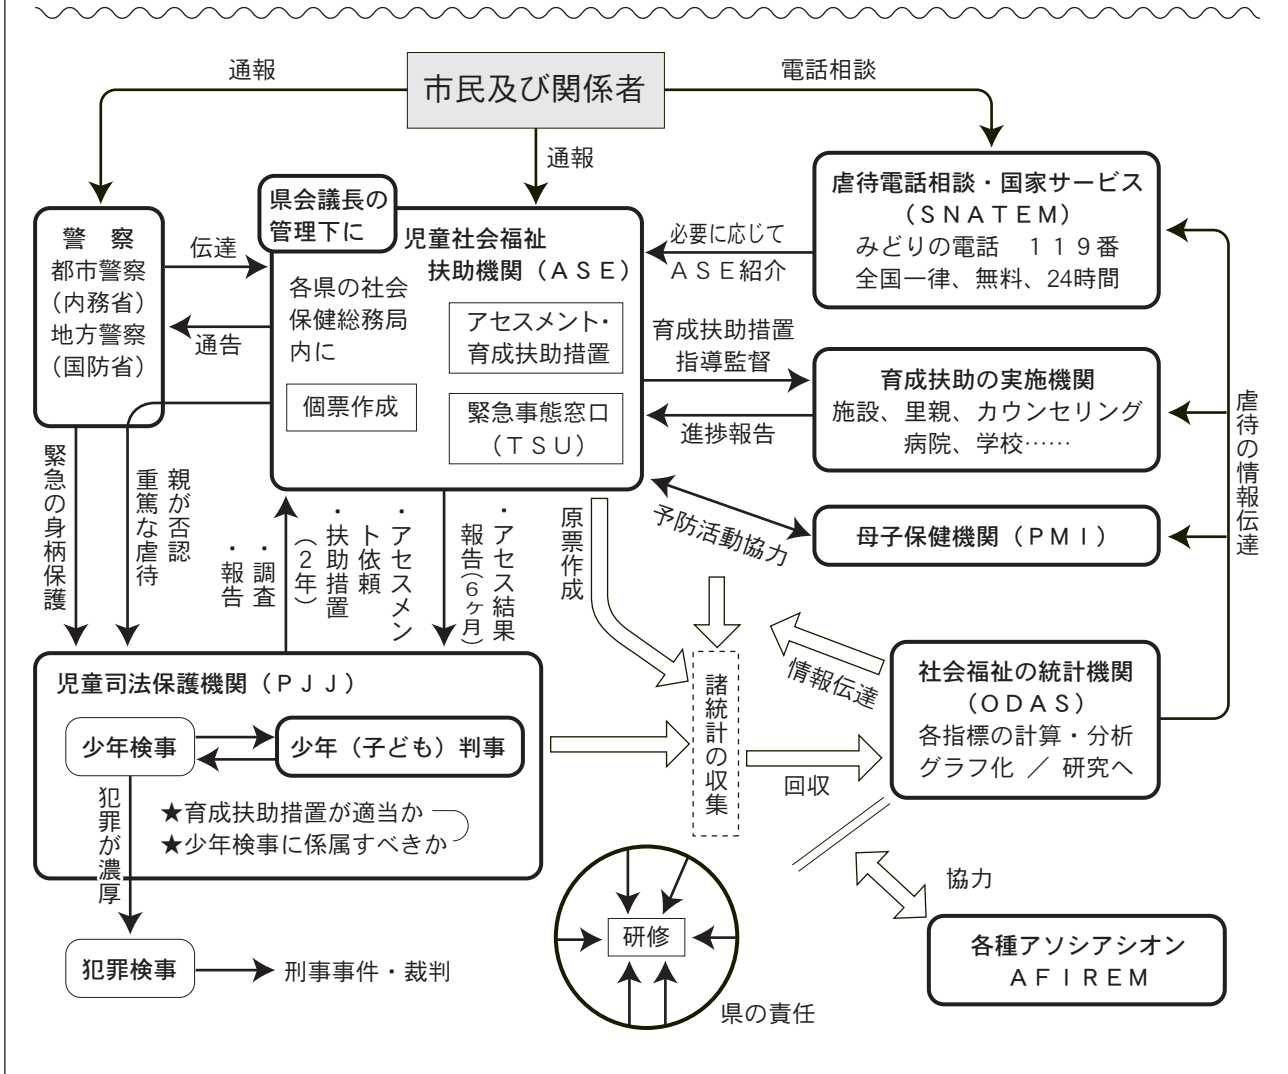 通報
市民及び関係者
電話相談
通報
県会議長の
管理下に
警　察
都市警察
（内務省）
地方警察
（国防省）
伝達
通告
児童社会福祉
扶助機関（ＡＳＥ）
各県の社会
保健総務局
内に
アセスメント・
育成扶助措置
個票作成
緊急事態窓口
（ＴＳＵ）
必要に応じて
ＡＳＥ紹介
虐待電話相談・国家サービス
（ＳＮＡＴＥＭ）
みどりの電話　１１９番
全国一律、無料、24時間
育成扶助措置
指導監督
進捗報告
育成扶助の実施機関
施設、里親、カウンセリング
病院、学校……
虐待の情報伝達
予防活動協力
母子保健機関（ＰＭＩ）
緊急の身柄保護
親が否認
重篤な虐待
・アセスメン
ト依頼
・扶助措置
（２年）
・調査
・報告
・アセス結果
報告（６ヶ月）
原票作成
児童司法保護機関（ＰＪＪ）
少年検事
少年（子ども）判事
★育成扶助措置が適当か
★少年検事に係属すべきか
犯罪が濃厚
犯罪検事
刑事事件・裁判
諸統計の収集
情報伝達
回収
社会福祉の統計機関
（ＯＤＡＳ）
各指標の計算・分析
グラフ化 ／ 研究へ
協力
各種アソシアシオン
ＡＦＩＲＥＭ
研修
県の責任